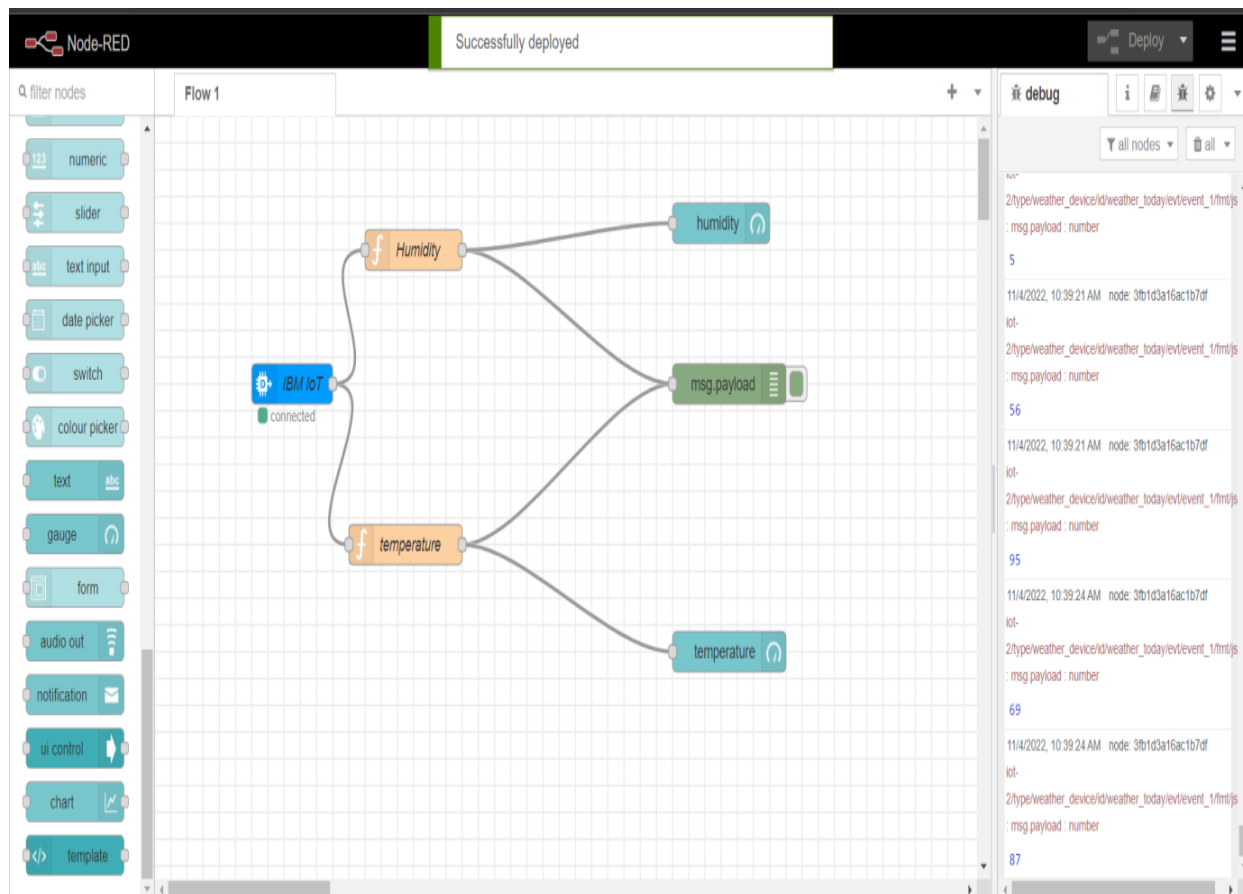 Node-RED
Successfully deployed
Deploy
filter nodes
123 numeric
slider
abc text input
date picker
switch
colour picker
text abc
gauge
form
audio out
notification
ui control
chart
</> template
Flow 1
+
Humidity
humidity
IBM IoT
connected
msg.payload
temperature
temperature
debug
i
all nodes
all
iot-
2/type/weather_device/id/weather_today/evt/event_1/fmt/js
: msg.payload : number
5
11/4/2022, 10:39:21 AM node: 3fb1d3a16ac1b7df
iot-
2/type/weather_device/id/weather_today/evt/event_1/fmt/js
: msg.payload : number
56
11/4/2022, 10:39:21 AM node: 3fb1d3a16ac1b7df
iot-
2/type/weather_device/id/weather_today/evt/event_1/fmt/js
: msg.payload : number
95
11/4/2022, 10:39:24 AM node: 3fb1d3a16ac1b7df
iot-
2/type/weather_device/id/weather_today/evt/event_1/fmt/js
: msg.payload : number
69
11/4/2022, 10:39:24 AM node: 3fb1d3a16ac1b7df
iot-
2/type/weather_device/id/weather_today/evt/event_1/fmt/js
: msg.payload : number
87